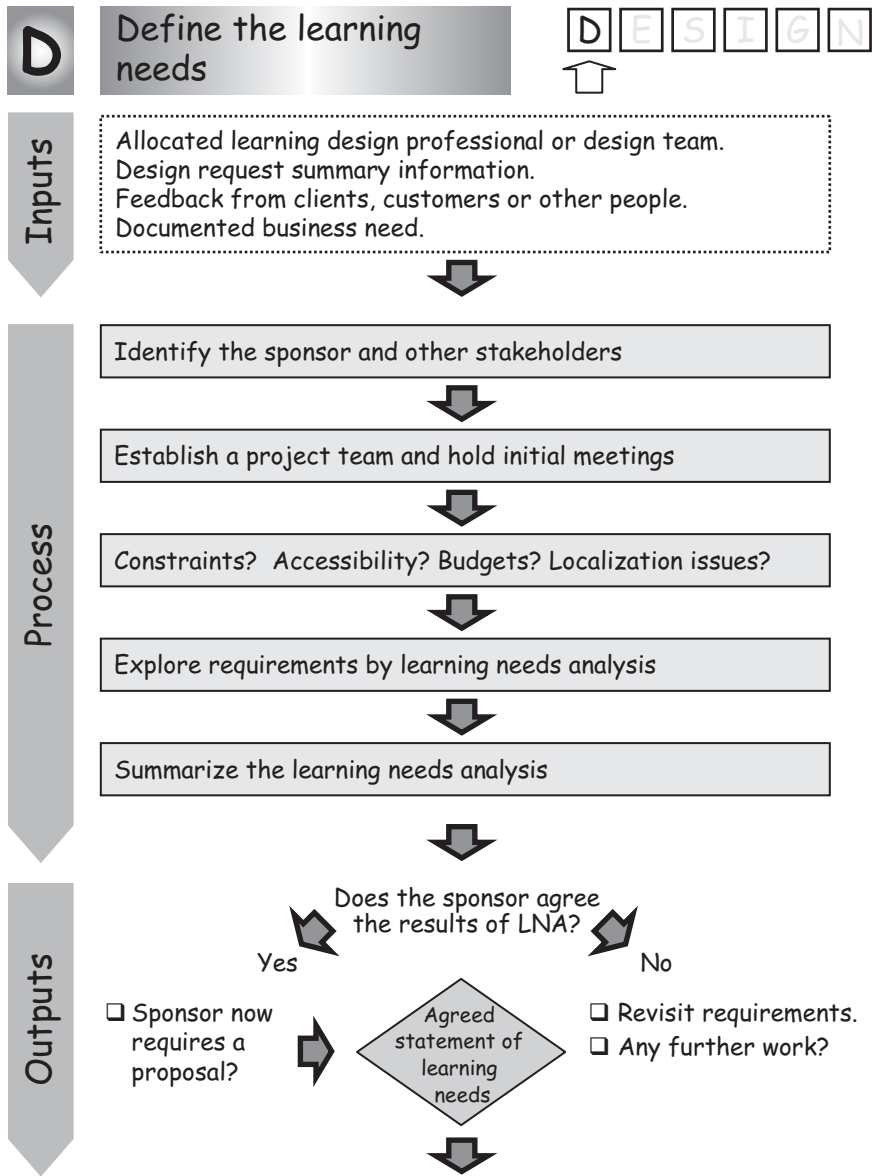 D
Define the learning
needs
D E S I G N
Inputs
Allocated learning design professional or design team.
Design request summary information.
Feedback from clients, customers or other people.
Documented business need.
Process
Identify the sponsor and other stakeholders
Establish a project team and hold initial meetings
Constraints? Accessibility? Budgets? Localization issues?
Explore requirements by learning needs analysis
Summarize the learning needs analysis
Outputs
Does the sponsor agree
the results of LNA?
Yes
No
❑ Sponsor now
requires a
proposal?
Agreed
statement of
learning
needs
❑ Revisit requirements.
❑ Any further work?